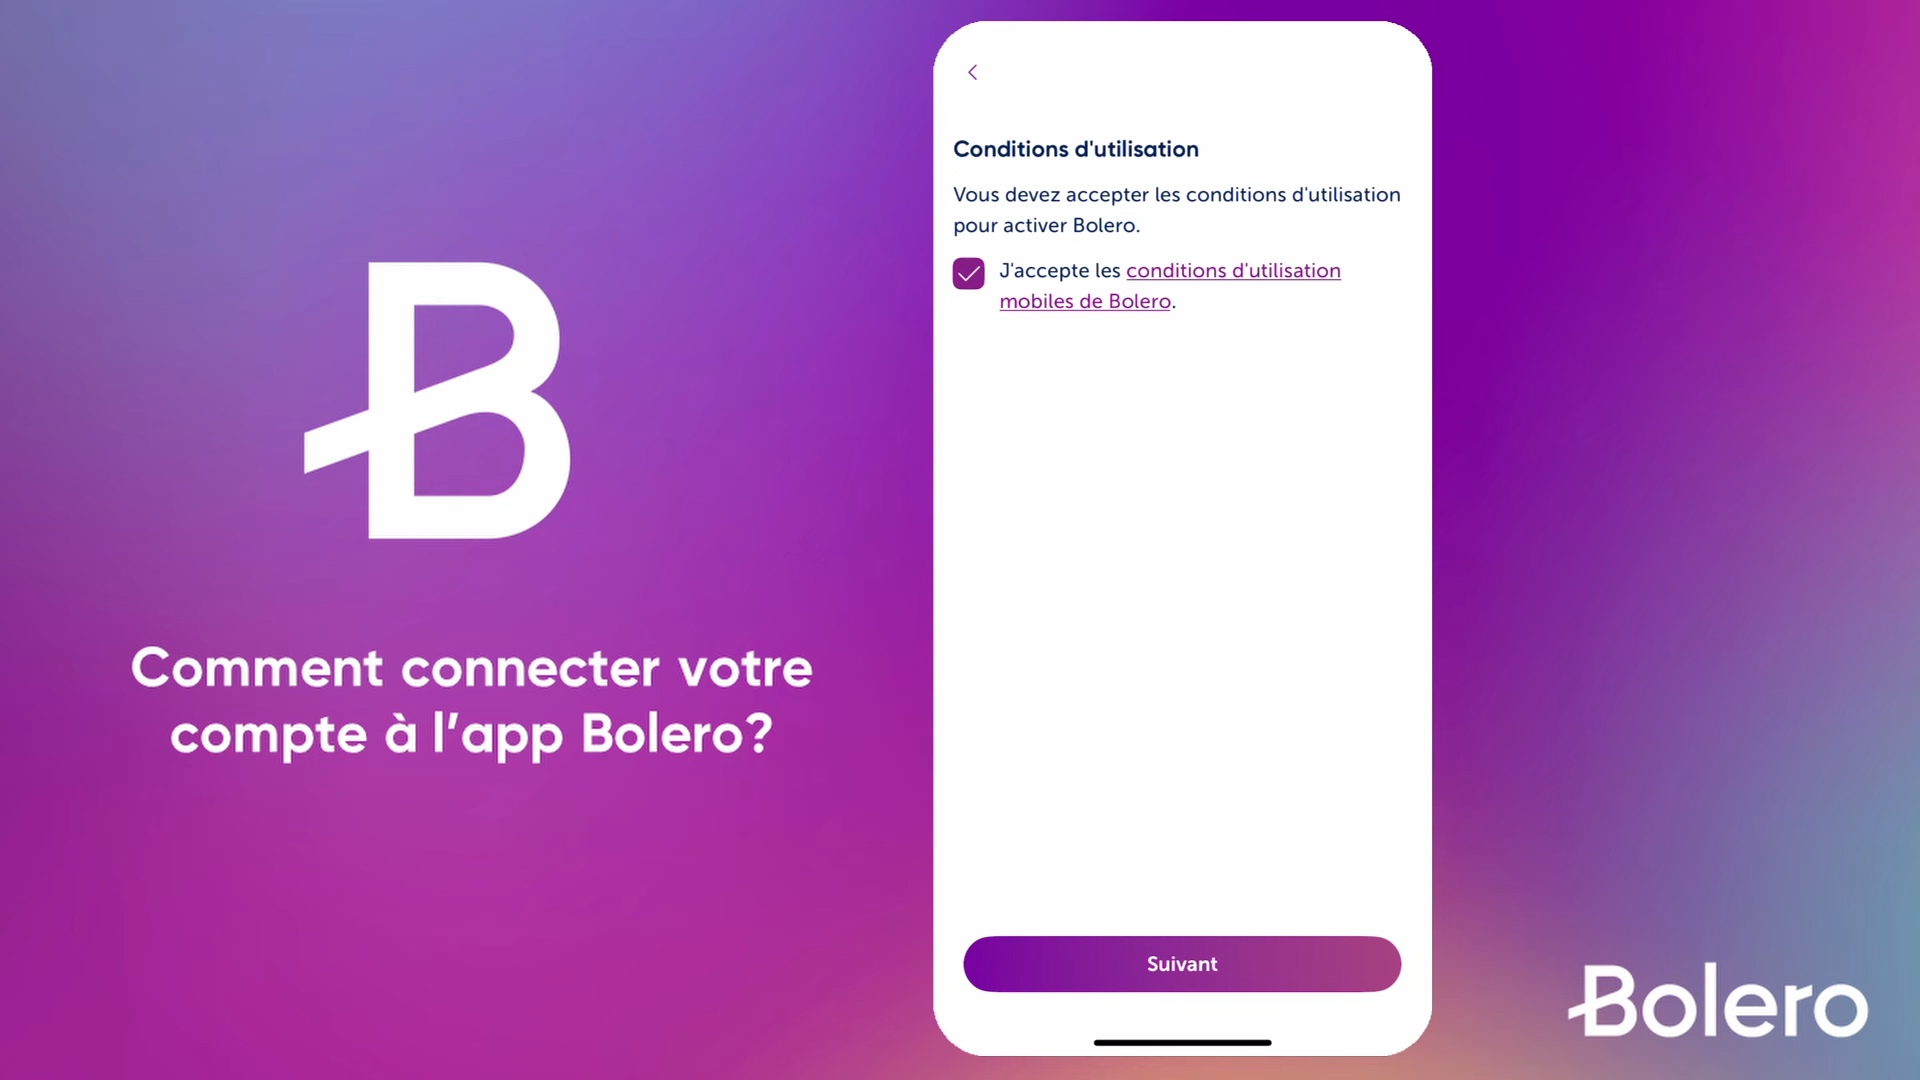 Comment connecter votre
compte à l’app Bolero?
Conditions d'utilisation
Vous devez accepter les conditions d'utilisation
pour activer Bolero.
J'accepte les conditions d'utilisation
mobiles de Bolero.
Suivant
Bolero